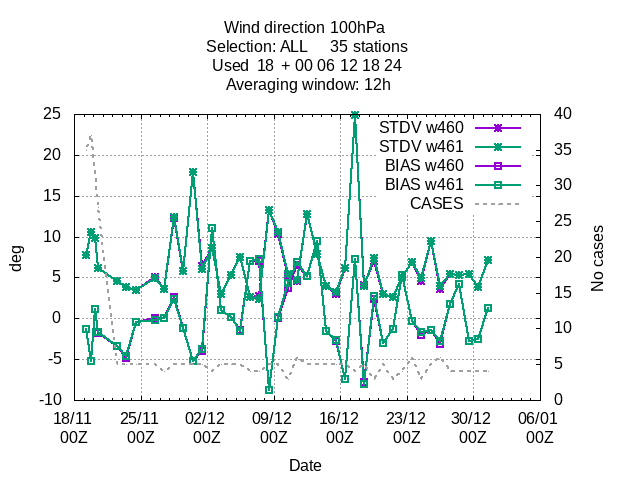 Wind direction 100hPa
Selection: ALL 35 stations
Used 18 + 00 06 12 18 24
Averaging window: 12h
25 40
STDV w460
STDV w461
BIAS w460
BIAS w461
CASES
20
15
10
5
0
-5
-10
35
30
25
20
15
10
5
0
deg
No cases
18/11 25/11 02/12 09/12 16/12 23/12 30/12 06/01
00Z 00Z 00Z 00Z 00Z 00Z 00Z 00Z
Date